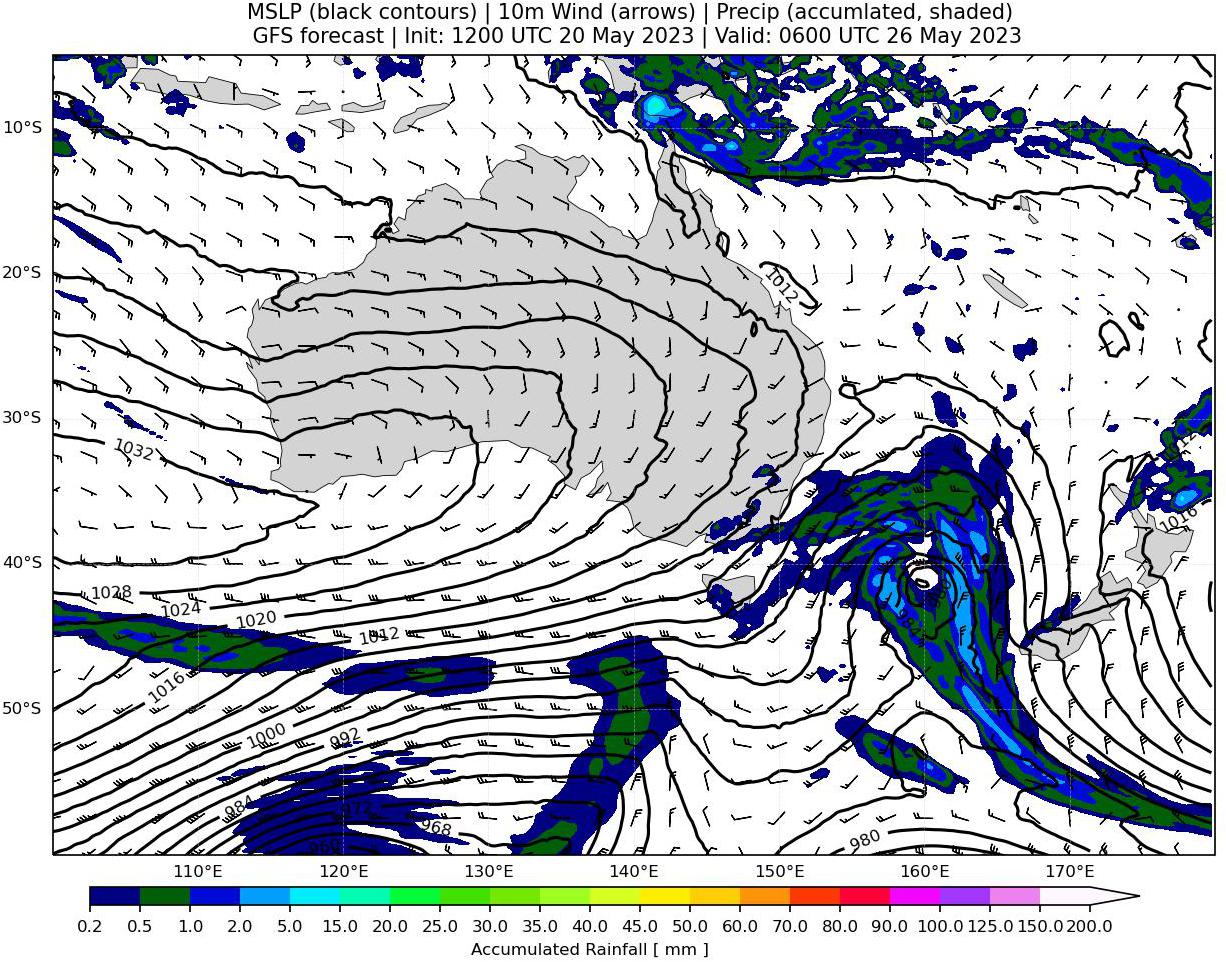 MSLP (black contours) | 10m Wind (arrows) | Precip (accumlated, shaded)
GFS forecast | Init: 1200 UTC 20 May 2023 | Valid: 0600 UTC 26 May 2023
10°S
20°S
1012
30°S
1032
1016
40°S
1028
1024
1020
1012
984
1016
50°S
1000
992
984
972
968
980
960
110°E 120°E 130°E 140°E 150°E 160°E 170°E
0.2 0.5 1.0 2.0 5.0 10.0 15.0 20.0 25.0 30.0 35.0 40.0 45.0 50.0 60.0 70.0 80.0 90.0 100.0 125.0 150.0 200.0
Accumulated Rainfall [ mm ]